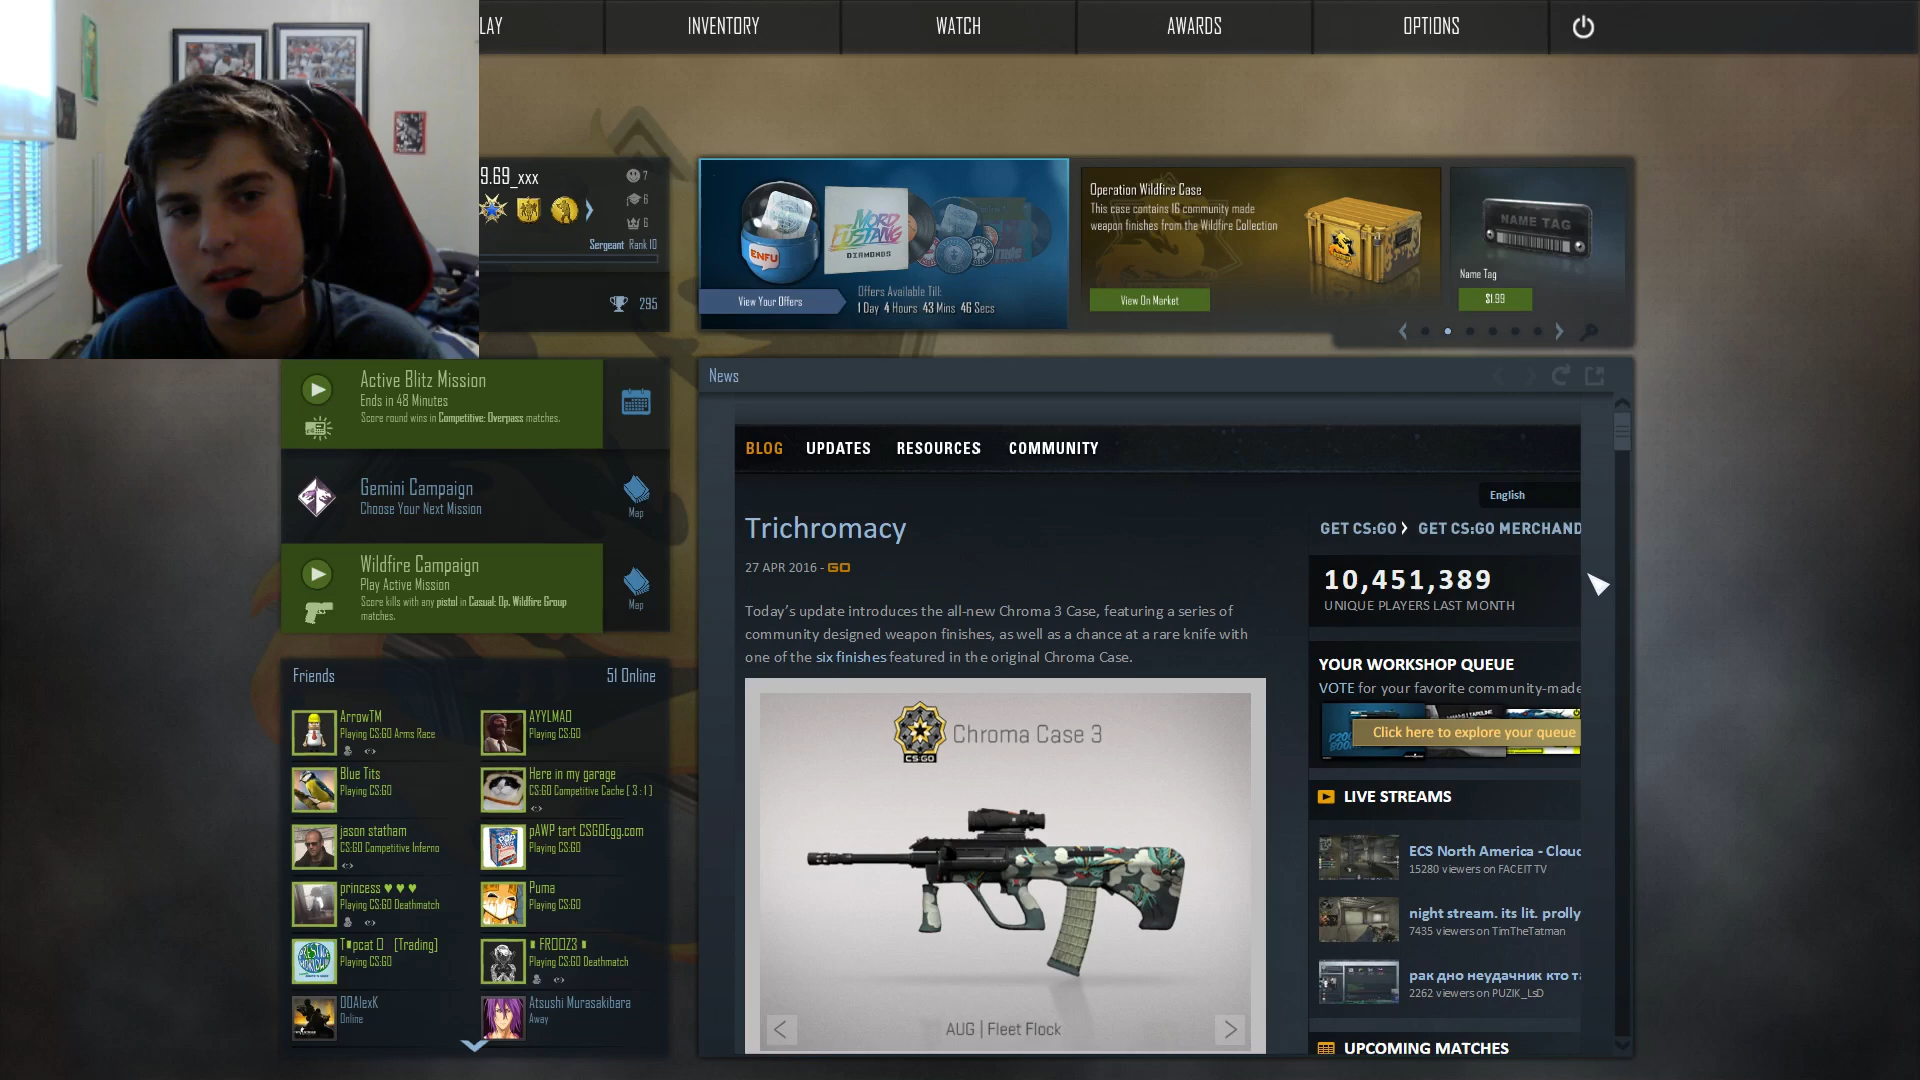 LAY
INVENTORY
WATCH
AWARDS
OPTIONS
9.69_xxx
7
6
6
Sergeant Rank 10
295
ENFU
DIAMONDS
View Your Offers
Offers Available Till:
1 Day 4 Hours 43 Mins 46 Secs
Operation Wildfire Case
This case contains 16 community made
weapon finishes from the Wildfire Collection
View On Market
NAME TAG
Name Tag
$1.99
Active Blitz Mission
Ends in 48 Minutes
Score round wins in Competitive: Overpass matches.
Gemini Campaign
Choose Your Next Mission
Map
Wildfire Campaign
Play Active Mission
Score kills with any pistol in Casual: Op. Wildfire Group
matches.
Map
Friends
51 Online
ArrowTM
Playing CS:GO Arms Race
AYYLMAO
Playing CS:GO
Blue Tits
Playing CS:GO
Here in my garage
CS:GO Competitive Cache [ 3 : 1 ]
jason statham
CS:GO Competitive Inferno
pAWP tart CSGOEgg.com
Playing CS:GO
princess ♥ ♥ ♥
Playing CS:GO Deathmatch
Puma
Playing CS:GO
[Trading]
Playing CS:GO
Playing CS:GO Deathmatch
Online
Atsushi Murasakibara
Away
News
BLOG
UPDATES
RESOURCES
COMMUNITY
English
Trichromacy
27 APR 2016 - GO
Today's update introduces the all-new Chroma 3 Case, featuring a series of
community designed weapon finishes, as well as a chance at a rare knife with
one of the six finishes featured in the original Chroma Case.
CS:GO
Chroma Case 3
AUG | Fleet Flock
GET CS:GO
GET CS:GO MERCHAND
10,451,389
UNIQUE PLAYERS LAST MONTH
YOUR WORKSHOP QUEUE
VOTE for your favorite community-made
Click here to explore your queue
LIVE STREAMS
ECS North America - Clouc
15280 viewers on FACEIT TV
night stream. its lit. prolly
7435 viewers on TimTheTatman
рак дно неудачник кто та
2262 viewers on PUZIK_LsD
UPCOMING MATCHES